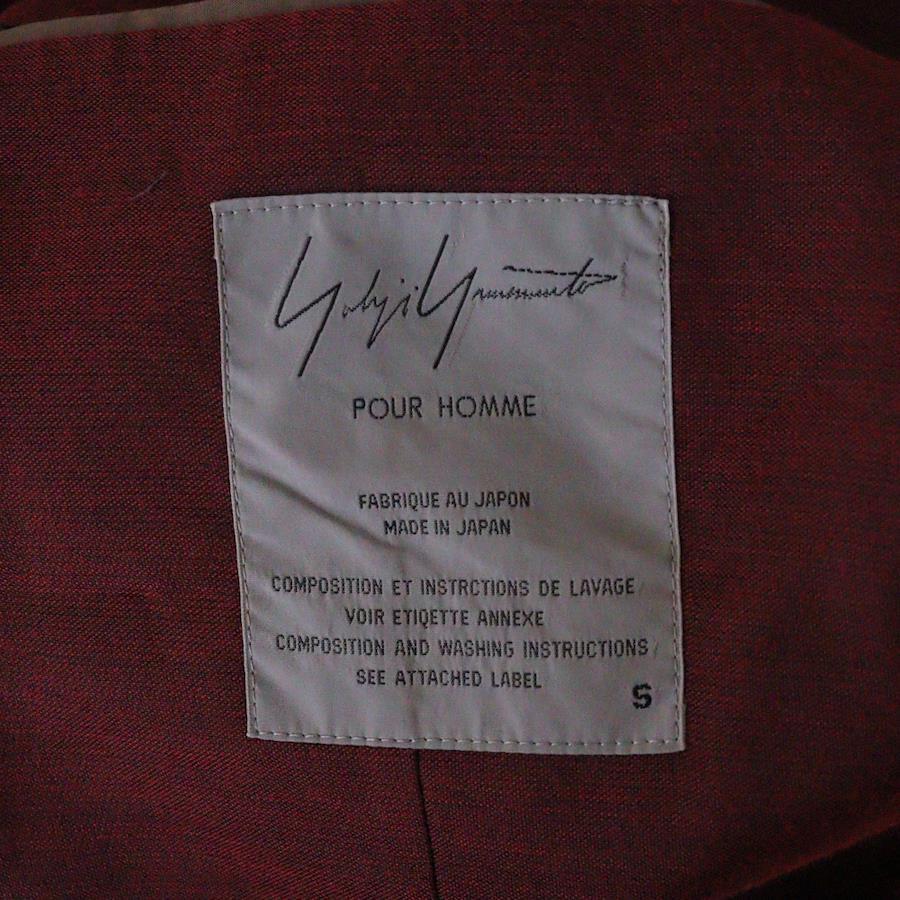 Yohji Yamamoto
POUR HOMME
FABRIQUE AU JAPON
MADE IN JAPAN
COMPOSITION ET INSTRCTIONS DE LAVAGE
VOIR ETIQETTE ANNEXE
COMPOSITION AND WASHING INSTRUCTIONS
SEE ATTACHED LABEL
S